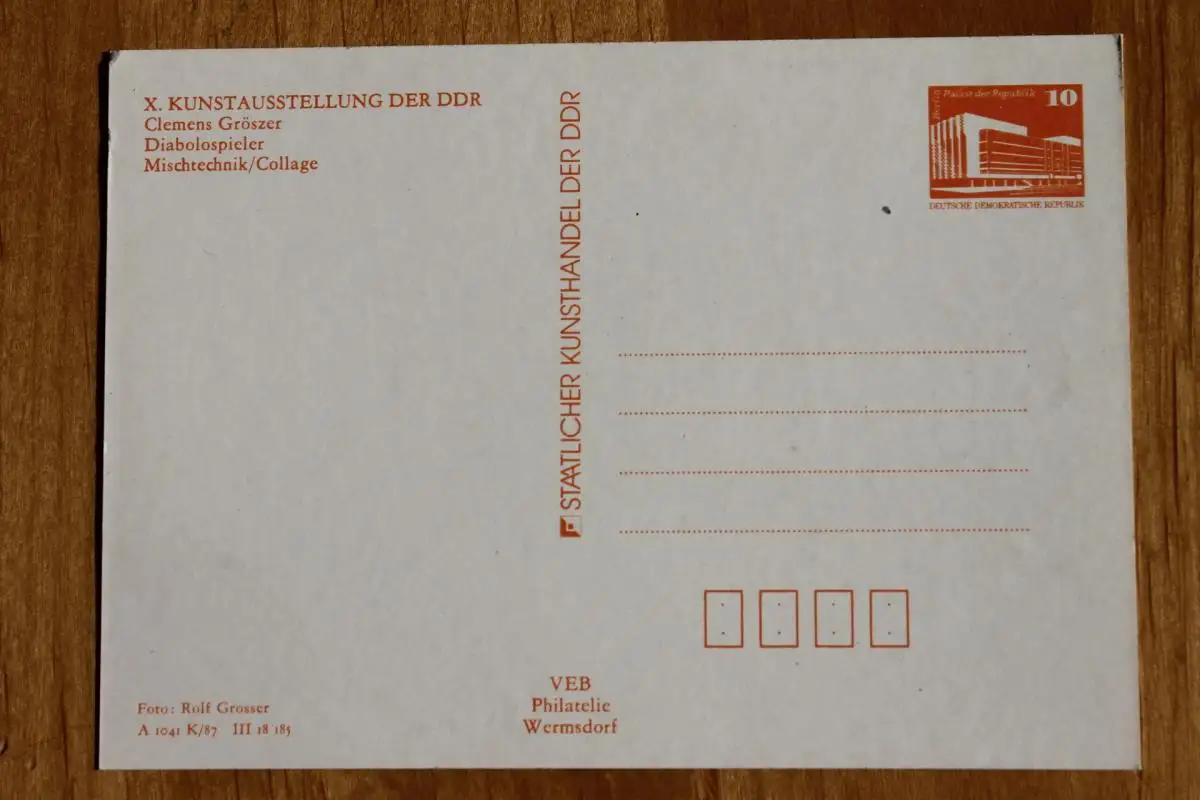 X. KUNSTAUSSTELLUNG DER DDR
Clemens Gröszer
Diabolospieler
Mischtechnik/Collage
STAATLICHER KUNSTHANDEL DER DDR
Berlin Palast der Republik 10
DEUTSCHE DEMOKRATISCHE REPUBLIK
Foto: Rolf Grosser
A 1041 K/87 III 18 185
VEB
Philatelie
Wermsdorf